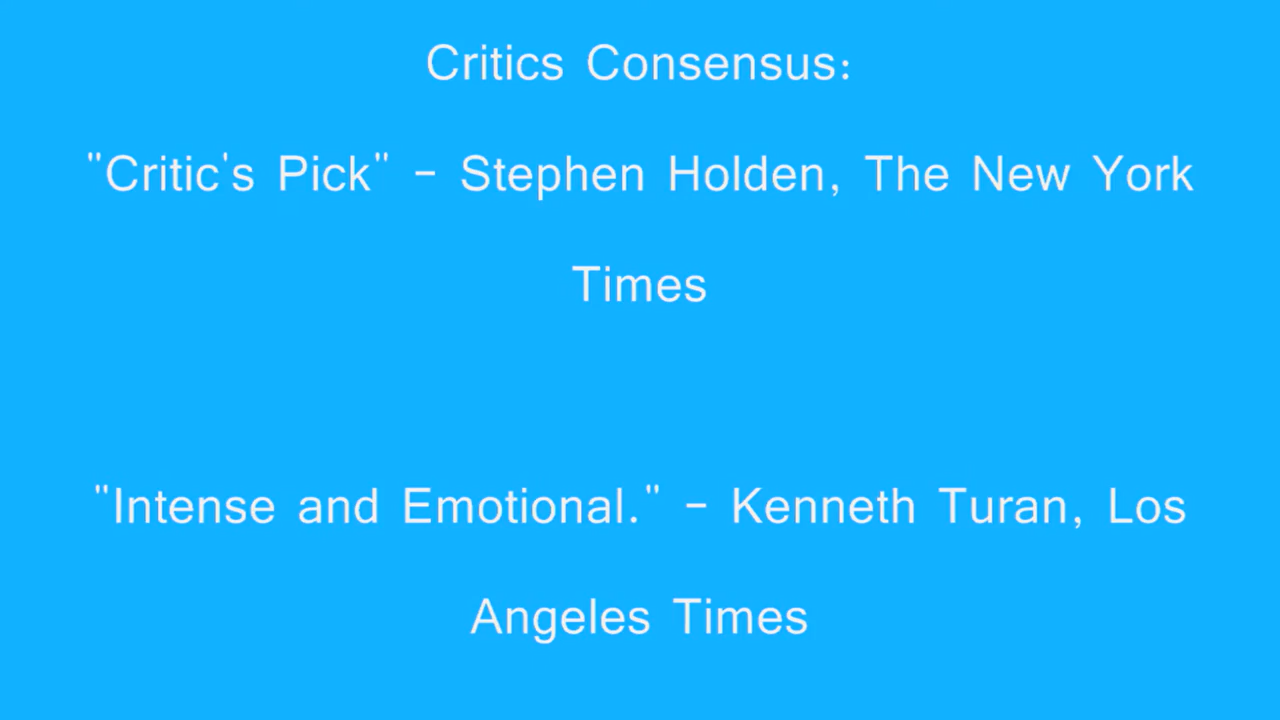 Critics Consensus:
"Critic's Pick" - Stephen Holden, The New York
Times
"Intense and Emotional." - Kenneth Turan, Los
Angeles Times